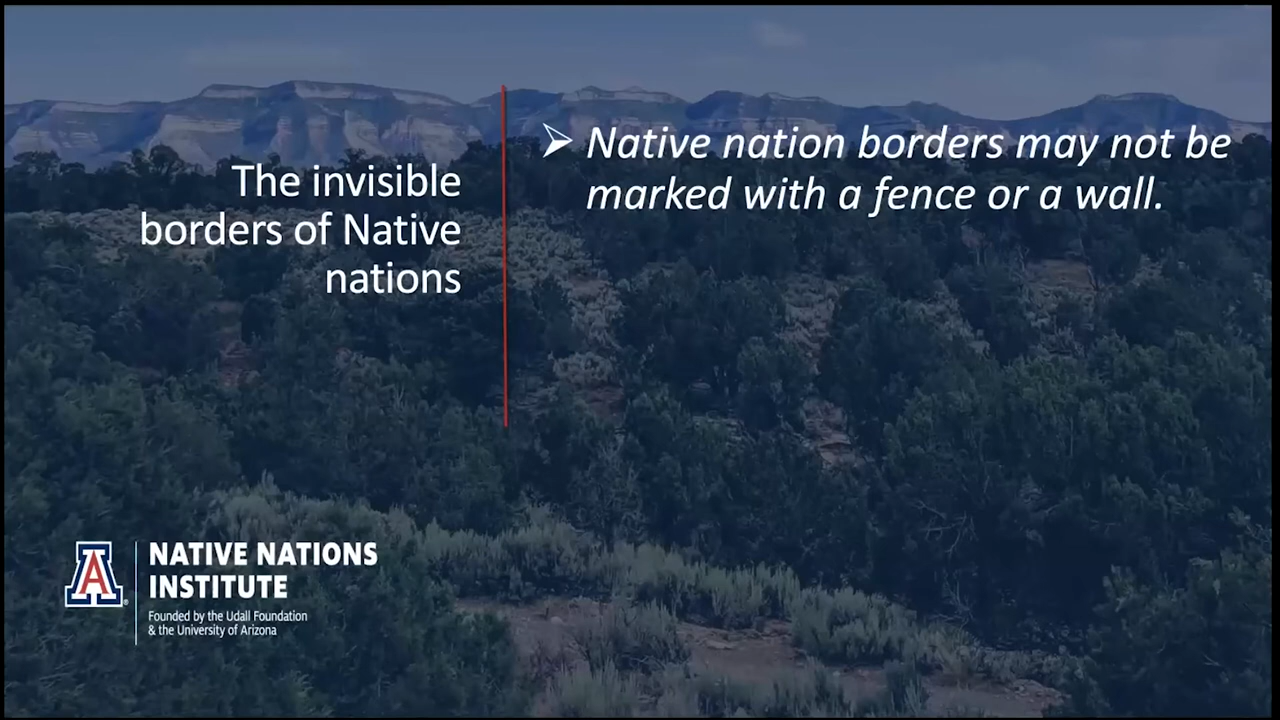 The invisible
borders of Native
nations
➢ Native nation borders may not be
marked with a fence or a wall.
A
NATIVE NATIONS
INSTITUTE
Founded by the Udall Foundation
& the University of Arizona